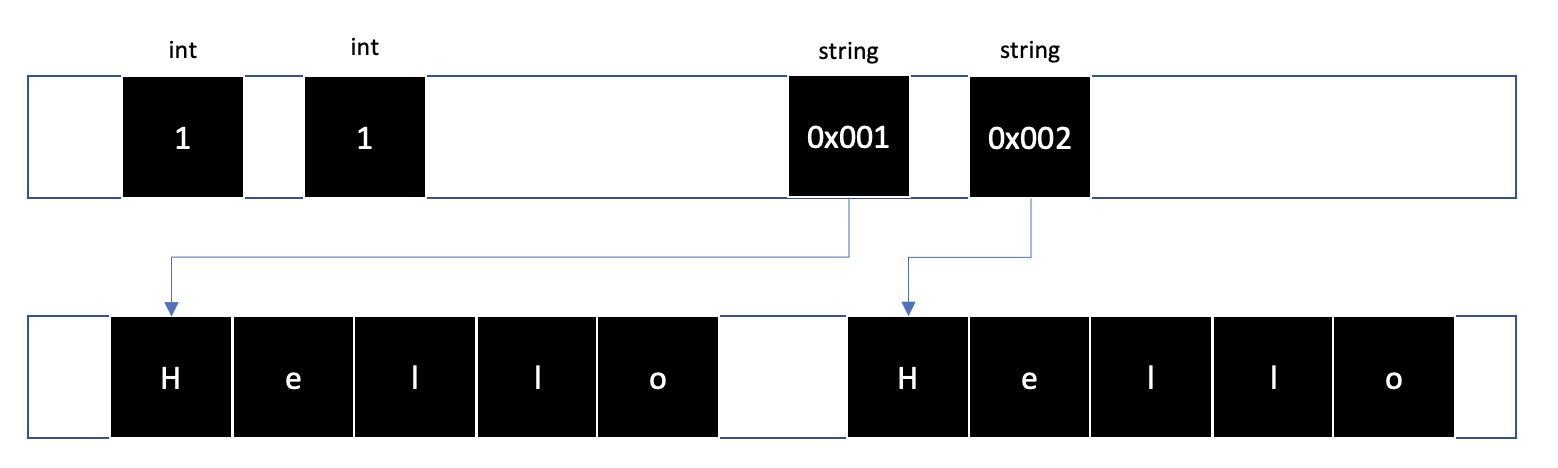 int int string string
1 1 0x001 0x002
H e l l o H e l l o